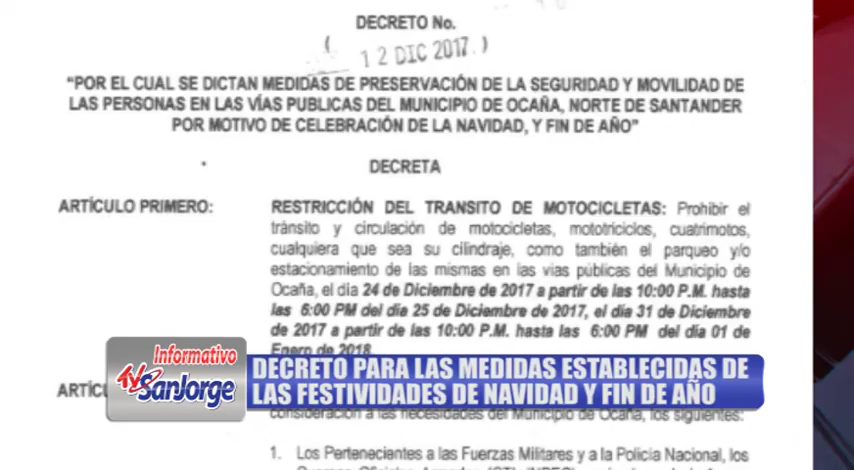 DECRETO No.
( 12 DIC 2017 )
"POR EL CUAL SE DICTAN MEDIDAS DE PRESERVACIÓN DE LA SEGURIDAD Y MOVILIDAD DE
LAS PERSONAS EN LAS VÍAS PUBLICAS DEL MUNICIPIO DE OCAÑA, NORTE DE SANTANDER
POR MOTIVO DE CELEBRACIÓN DE LA NAVIDAD, Y FIN DE AÑO"
DECRETA
ARTÍCULO PRIMERO: RESTRICCIÓN DEL TRANSITO DE MOTOCICLETAS: Prohibir el
tránsito y circulación de motocicletas, mototriciclos, cuatrimotos,
cualquiera que sea su cilindraje, como también el parqueo y/o
estacionamiento de las mismas en las vías públicas del Municipio de
Ocaña, el día 24 de Diciembre de 2017 a partir de las 10:00 P.M. hasta
las 6:00 PM del día 25 de Diciembre de 2017, el día 31 de Diciembre
de 2017 a partir de las 10:00 P.M. hasta las 6:00 PM del día 01 de
Enero de 2018
Informativo
TV SanJorge
DECRETO PARA LAS MEDIDAS ESTABLECIDAS DE
LAS FESTIVIDADES DE NAVIDAD Y FIN DE AÑO
consideración a las necesidades del Municipio de Ocaña, los siguientes:
1. Los Pertenecientes a las Fuerzas Militares y a la Policía Nacional, los